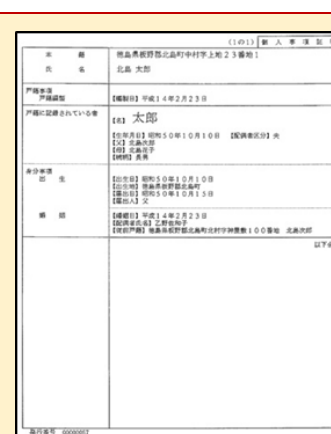 (1の1) 個人事項証
本籍 徳島県板野郡北島町中村字上地23番地1
氏名 北島 太郎
戸籍事項
戸籍編製 【編製日】平成14年2月23日
戸籍に記録されている者 【名】太郎
【生年月日】昭和50年10月10日 【配偶者区分】夫
【父】北島次郎
【母】北島花子
【続柄】長男
身分事項
出生 【出生日】昭和50年10月10日
【出生地】徳島県板野郡北島町
【届出日】昭和50年10月15日
【届出人】父
婚姻 【婚姻日】平成14年2月23日
【配偶者氏名】乙野由和子
【従前戸籍】徳島県板野郡北島町北村字神屋敷100番地 北島次郎
以下
発行番号 00000057